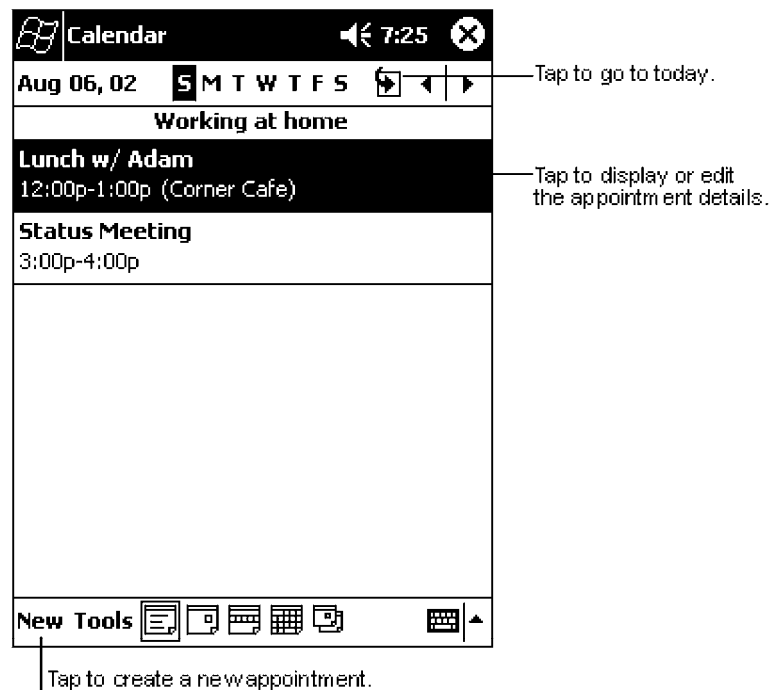 Calendar 7:25
Aug 06, 02 S M T W T F S
Tap to go to today.
Working at home
Lunch w/ Adam
12:00p-1:00p (Corner Cafe)
Tap to display or edit
the appointment details.
Status Meeting
3:00p-4:00p
New Tools
Tap to create a new appointment.